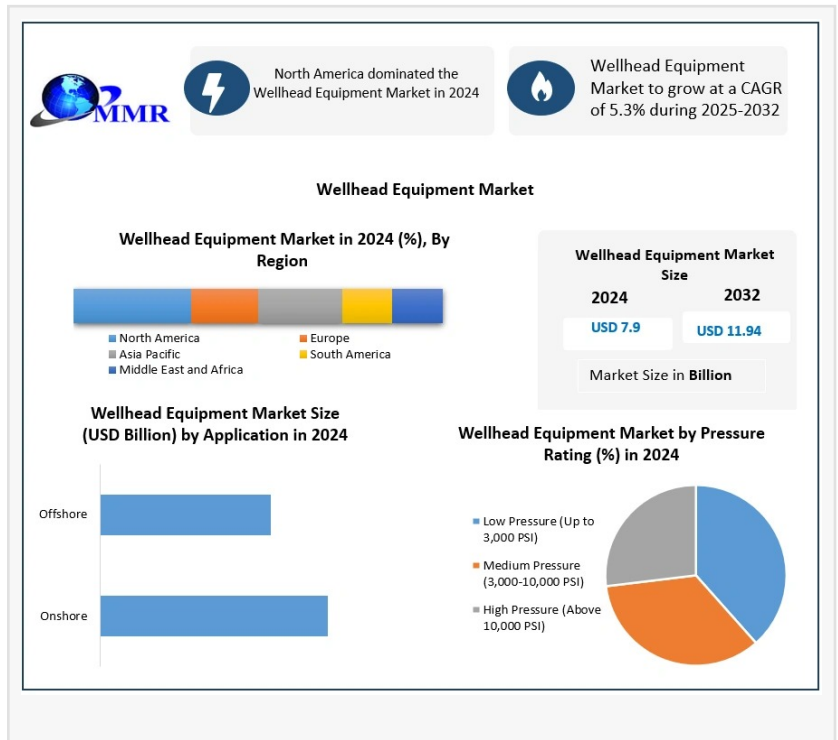 MMR
North America dominated the
Wellhead Equipment Market in 2024
Wellhead Equipment
Market to grow at a CAGR
of 5.3% during 2025-2032
Wellhead Equipment Market
Wellhead Equipment Market in 2024 (%), By
Region
North America
Europe
Asia Pacific
South America
Middle East and Africa
Wellhead Equipment Market
Size
2024
2032
USD 7.9
USD 11.94
Market Size in Billion
Wellhead Equipment Market Size
(USD Billion) by Application in 2024
Offshore
Onshore
Wellhead Equipment Market by Pressure
Rating (%) in 2024
Low Pressure (Up to
3,000 PSI)
Medium Pressure
(3,000-10,000 PSI)
High Pressure (Above
10,000 PSI)